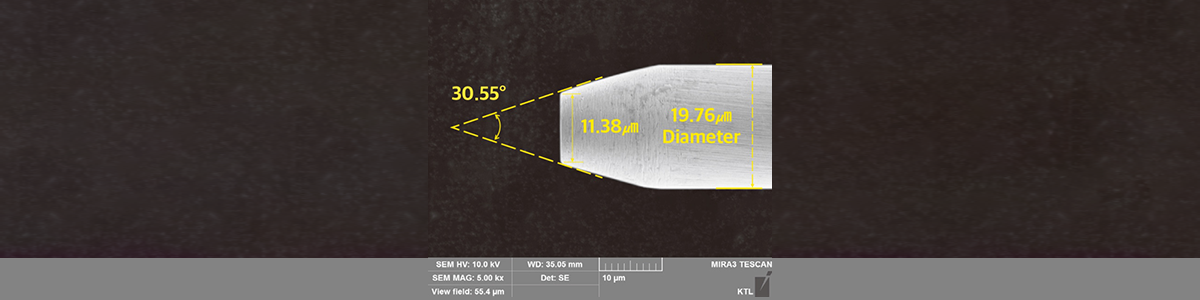 30.55°
11.38㎛
19.76㎛
Diameter
SEM HV: 10.0 kV WD: 35.05 mm MIRA3 TESCAN
SEM MAG: 5.00 kx Det: SE 10 µm
View field: 55.4 µm KTL